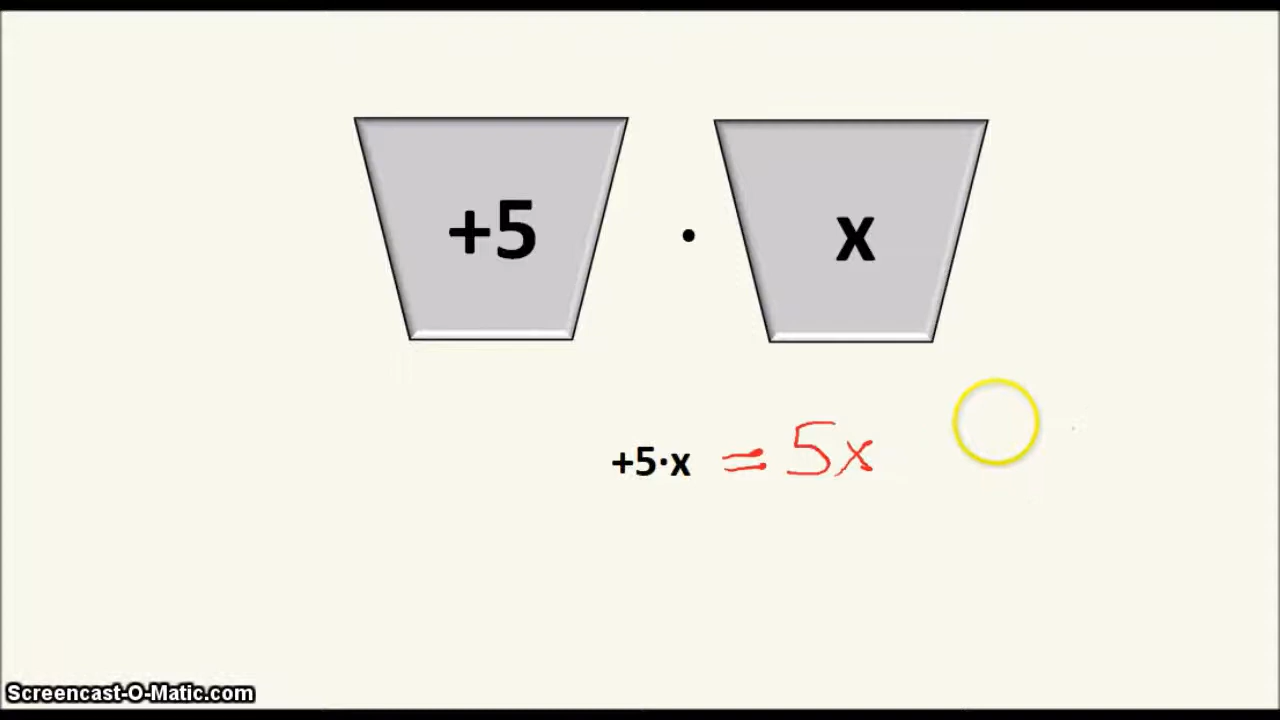 +5 · x
+5·x = 5x
Screencast-O-Matic.com